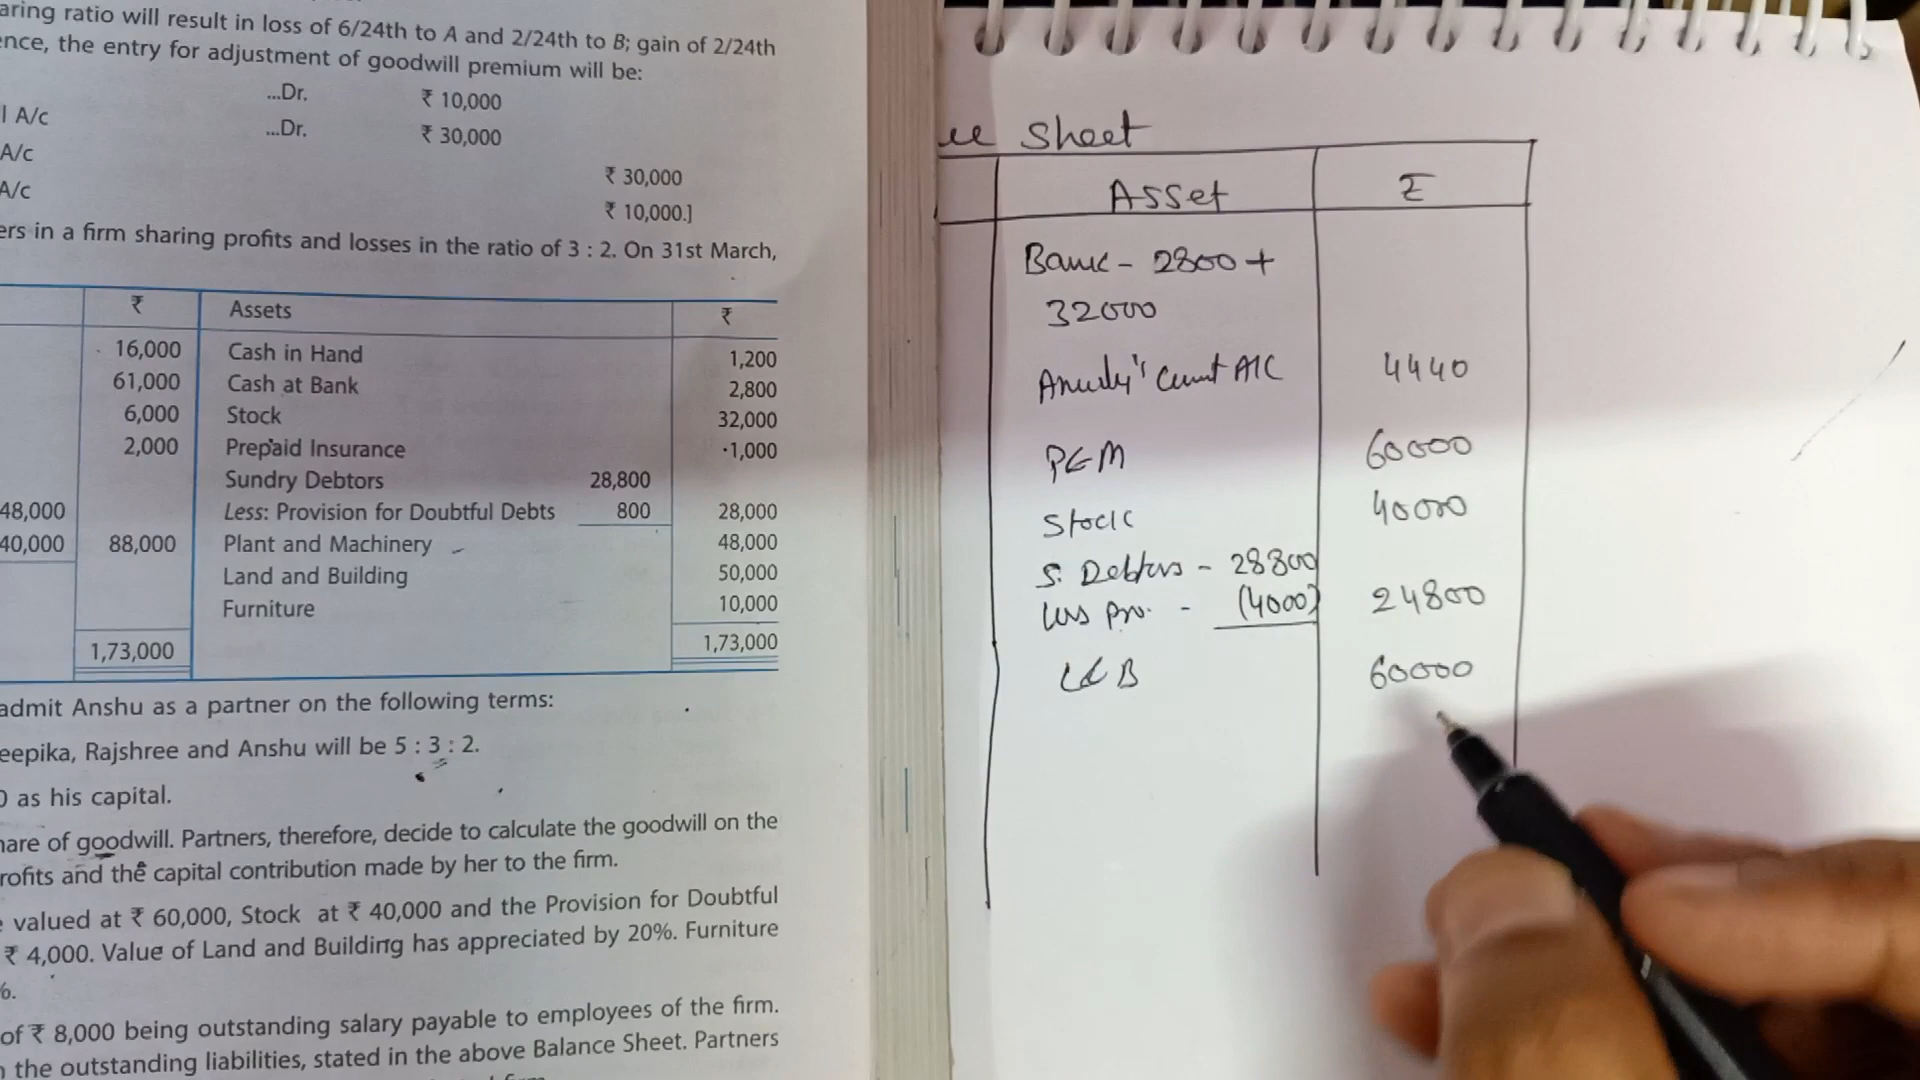 aring ratio will result in loss of 6/24th to A and 2/24th to B; gain of 2/24th
nce, the entry for adjustment of goodwill premium will be:
...Dr. ₹ 10,000
l A/c ...Dr. ₹ 30,000
A/c ₹ 30,000
A/c ₹ 10,000.]
ers in a firm sharing profits and losses in the ratio of 3 : 2. On 31st March,
₹ Assets ₹
16,000 Cash in Hand 1,200
61,000 Cash at Bank 2,800
6,000 Stock 32,000
2,000 Prepaid Insurance 1,000
Sundry Debtors 28,800
48,000 Less: Provision for Doubtful Debts 800 28,000
40,000 88,000 Plant and Machinery 48,000
Land and Building 50,000
Furniture 10,000
1,73,000 1,73,000
admit Anshu as a partner on the following terms:
eepika, Rajshree and Anshu will be 5 : 3 : 2.
0 as his capital.
hare of goodwill. Partners, therefore, decide to calculate the goodwill on the
rofits and the capital contribution made by her to the firm.
e valued at ₹ 60,000, Stock at ₹ 40,000 and the Provision for Doubtful
₹ 4,000. Value of Land and Building has appreciated by 20%. Furniture
%.
of ₹ 8,000 being outstanding salary payable to employees of the firm.
n the outstanding liabilities, stated in the above Balance Sheet. Partners
Sheet
Asset ₹
Bank - 2800 +
32000
A/C 4440
P&M 60000
Stock 40000
S. Debtors - 28800
less pro. - (4000) 24800
L&B 60000